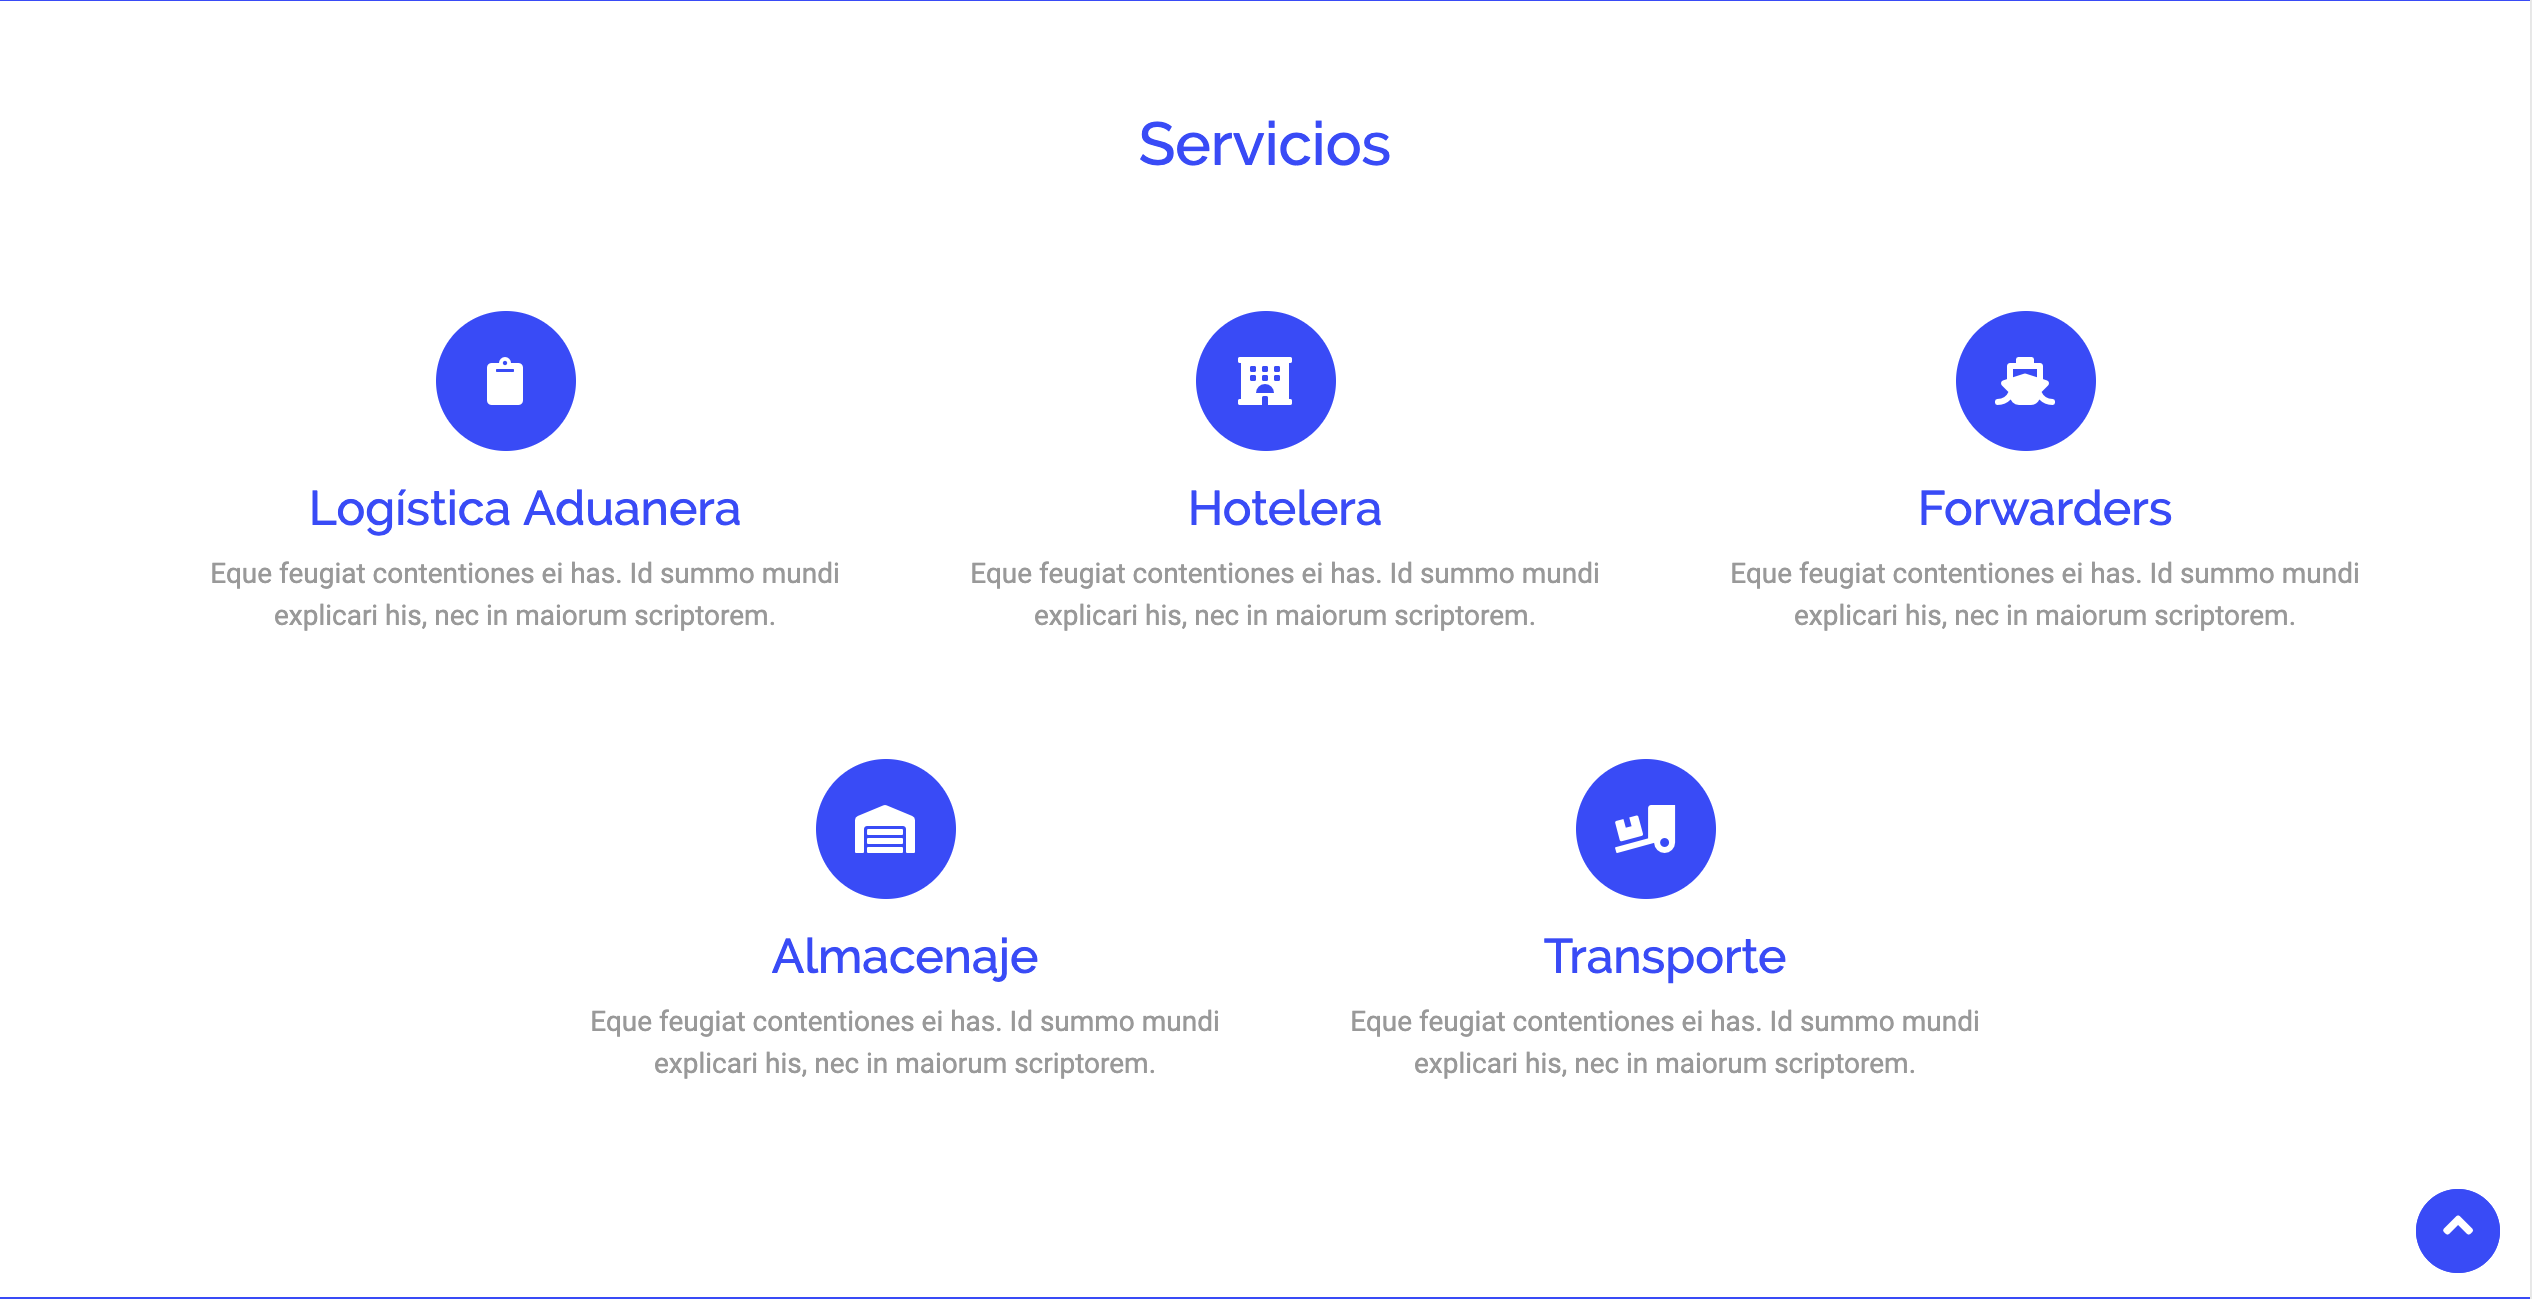 Servicios
Logística Aduanera
Eque feugiat contentiones ei has. Id summo mundi
explicari his, nec in maiorum scriptorem.
Hotelera
Eque feugiat contentiones ei has. Id summo mundi
explicari his, nec in maiorum scriptorem.
Forwarders
Eque feugiat contentiones ei has. Id summo mundi
explicari his, nec in maiorum scriptorem.
Almacenaje
Eque feugiat contentiones ei has. Id summo mundi
explicari his, nec in maiorum scriptorem.
Transporte
Eque feugiat contentiones ei has. Id summo mundi
explicari his, nec in maiorum scriptorem.